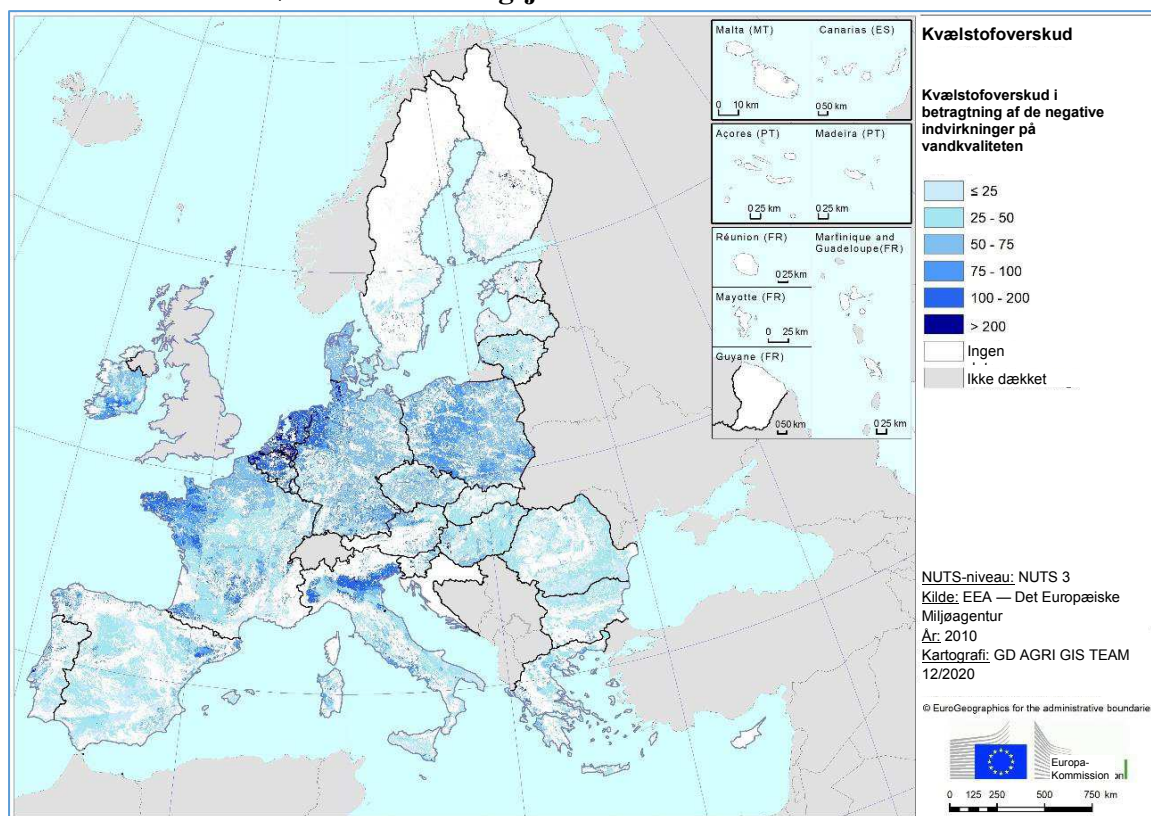 Malta (MT)
Canarias (ES)
0 10 km
0 50 km
Açores (PT)
Madeira (PT)
0 25 km
0 25 km
Réunion (FR)
Martinique and
Guadeloupe(FR)
0 25 km
Mayotte (FR)
0 25 km
Guyane (FR)
0 50 km
0 25 km
Kvælstofoverskud
Kvælstofoverskud i
betragtning af de negative
indvirkninger på
vandkvaliteten
≤ 25
25 - 50
50 - 75
75 - 100
100 - 200
> 200
Ingen
Ikke dækket
NUTS-niveau: NUTS 3
Kilde: EEA — Det Europæiske
Miljøagentur
År: 2010
Kartografi: GD AGRI GIS TEAM
12/2020
© EuroGeographics for the administrative boundarie
Europa-
Kommission
0 125 250 500 750 km